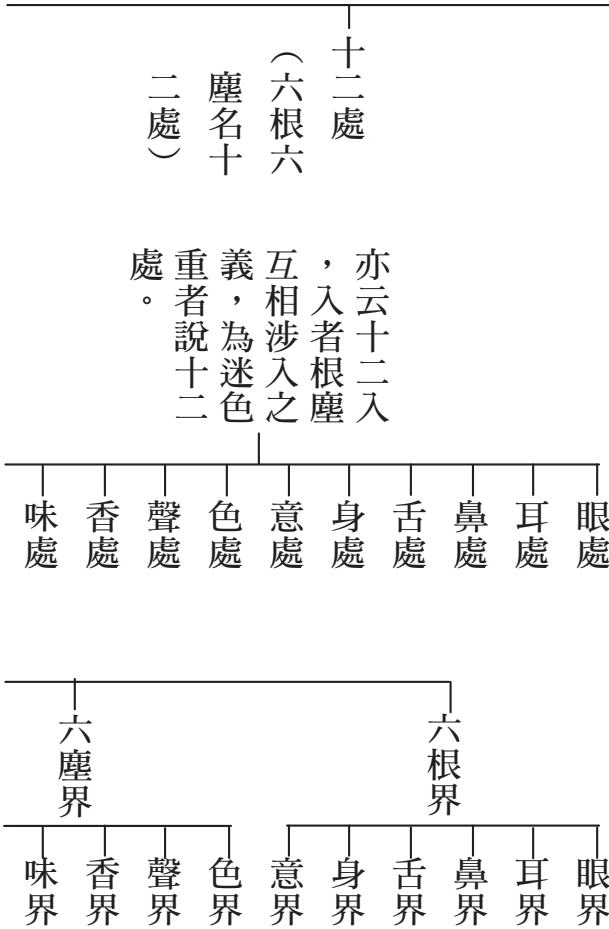 十二處
（六根六
塵名十
二處）
亦云十二入
，入者根塵
互相涉入之
義，為迷色
重者說十二
處。
眼處
耳處
鼻處
舌處
身處
意處
色處
聲處
香處
味處
六根界
六塵界
眼界
耳界
鼻界
舌界
身界
意界
色界
聲界
香界
味界